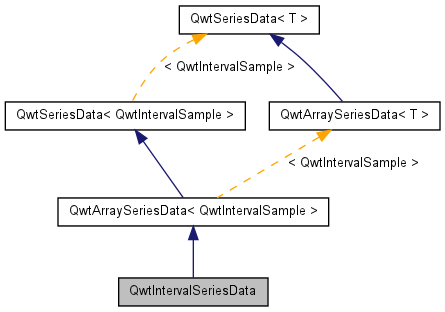 QwtSeriesData< T >
< QwtIntervalSample >
QwtSeriesData< QwtIntervalSample >
QwtArraySeriesData< T >
< QwtIntervalSample >
QwtArraySeriesData< QwtIntervalSample >
QwtIntervalSeriesData